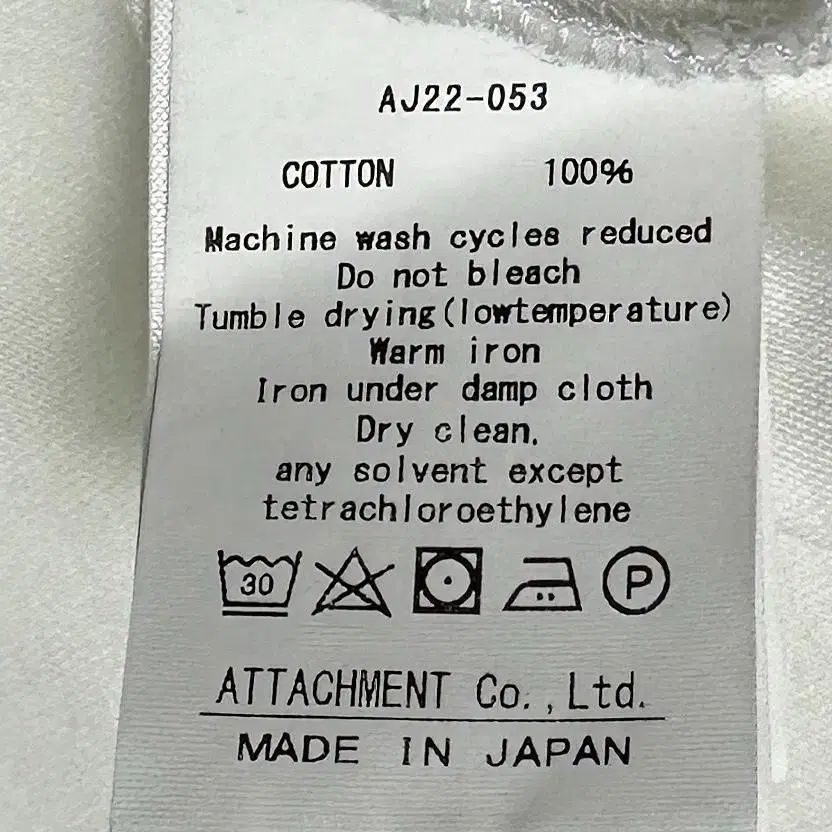 AJ22-053
COTTON 100%
Machine wash cycles reduced
Do not bleach
Tumble drying(lowtemperature)
Warm iron
Iron under damp cloth
Dry clean.
any solvent except
tetrachloroethylene
30 P
ATTACHMENT Co.,Ltd.
MADE IN JAPAN